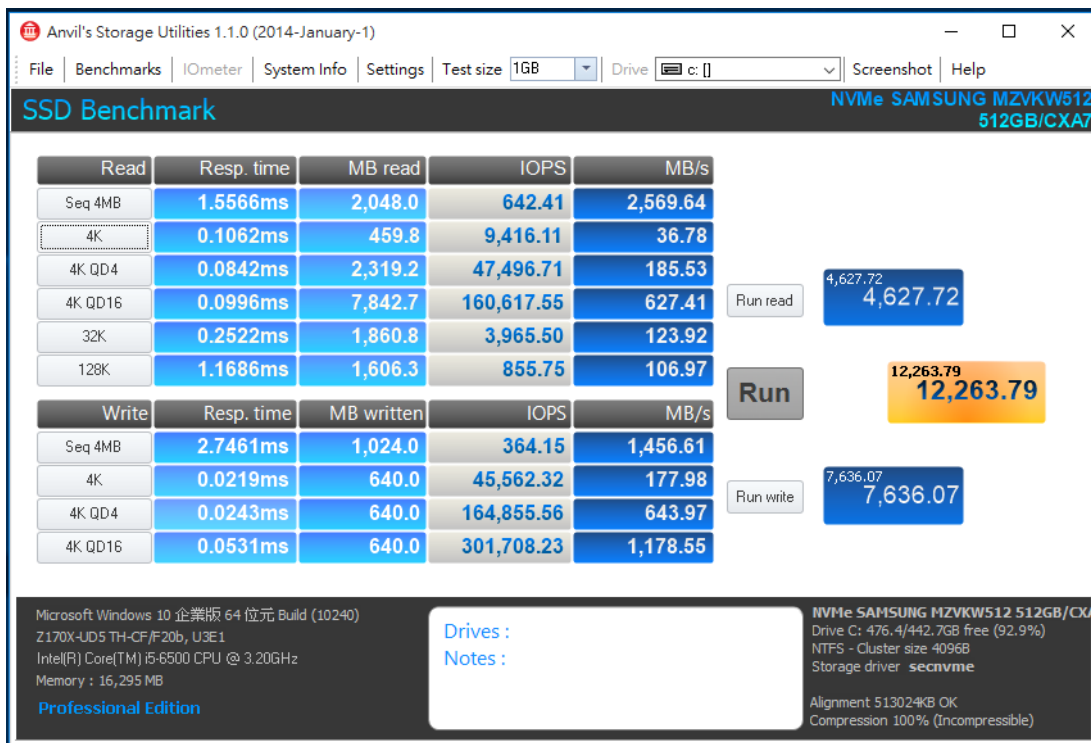 Anvil's Storage Utilities 1.1.0 (2014-January-1)
File Benchmarks IOmeter System Info Settings Test size 1GB Drive c: [] Screenshot Help
SSD Benchmark
NVMe SAMSUNG MZVKW512
512GB/CXA7
Read Resp. time MB read IOPS MB/s
Seq 4MB 1.5566ms 2,048.0 642.41 2,569.64
4K 0.1062ms 459.8 9,416.11 36.78
4K QD4 0.0842ms 2,319.2 47,496.71 185.53
4K QD16 0.0996ms 7,842.7 160,617.55 627.41
32K 0.2522ms 1,860.8 3,965.50 123.92
128K 1.1686ms 1,606.3 855.75 106.97
Run read
4,627.72
4,627.72
Run
12,263.79
12,263.79
Write Resp. time MB written IOPS MB/s
Seq 4MB 2.7461ms 1,024.0 364.15 1,456.61
4K 0.0219ms 640.0 45,562.32 177.98
4K QD4 0.0243ms 640.0 164,855.56 643.97
4K QD16 0.0531ms 640.0 301,708.23 1,178.55
Run write
7,636.07
7,636.07
Microsoft Windows 10 企業版 64 位元 Build (10240)
Z170X-UD5 TH-CF/F20b, U3E1
Intel(R) Core(TM) i5-6500 CPU @ 3.20GHz
Memory : 16,295 MB
Professional Edition
Drives :
Notes :
NVMe SAMSUNG MZVKW512 512GB/CXA
Drive C: 476.4/442.7GB free (92.9%)
NTFS - Cluster size 4096B
Storage driver secnvme
Alignment 513024KB OK
Compression 100% (Incompressible)